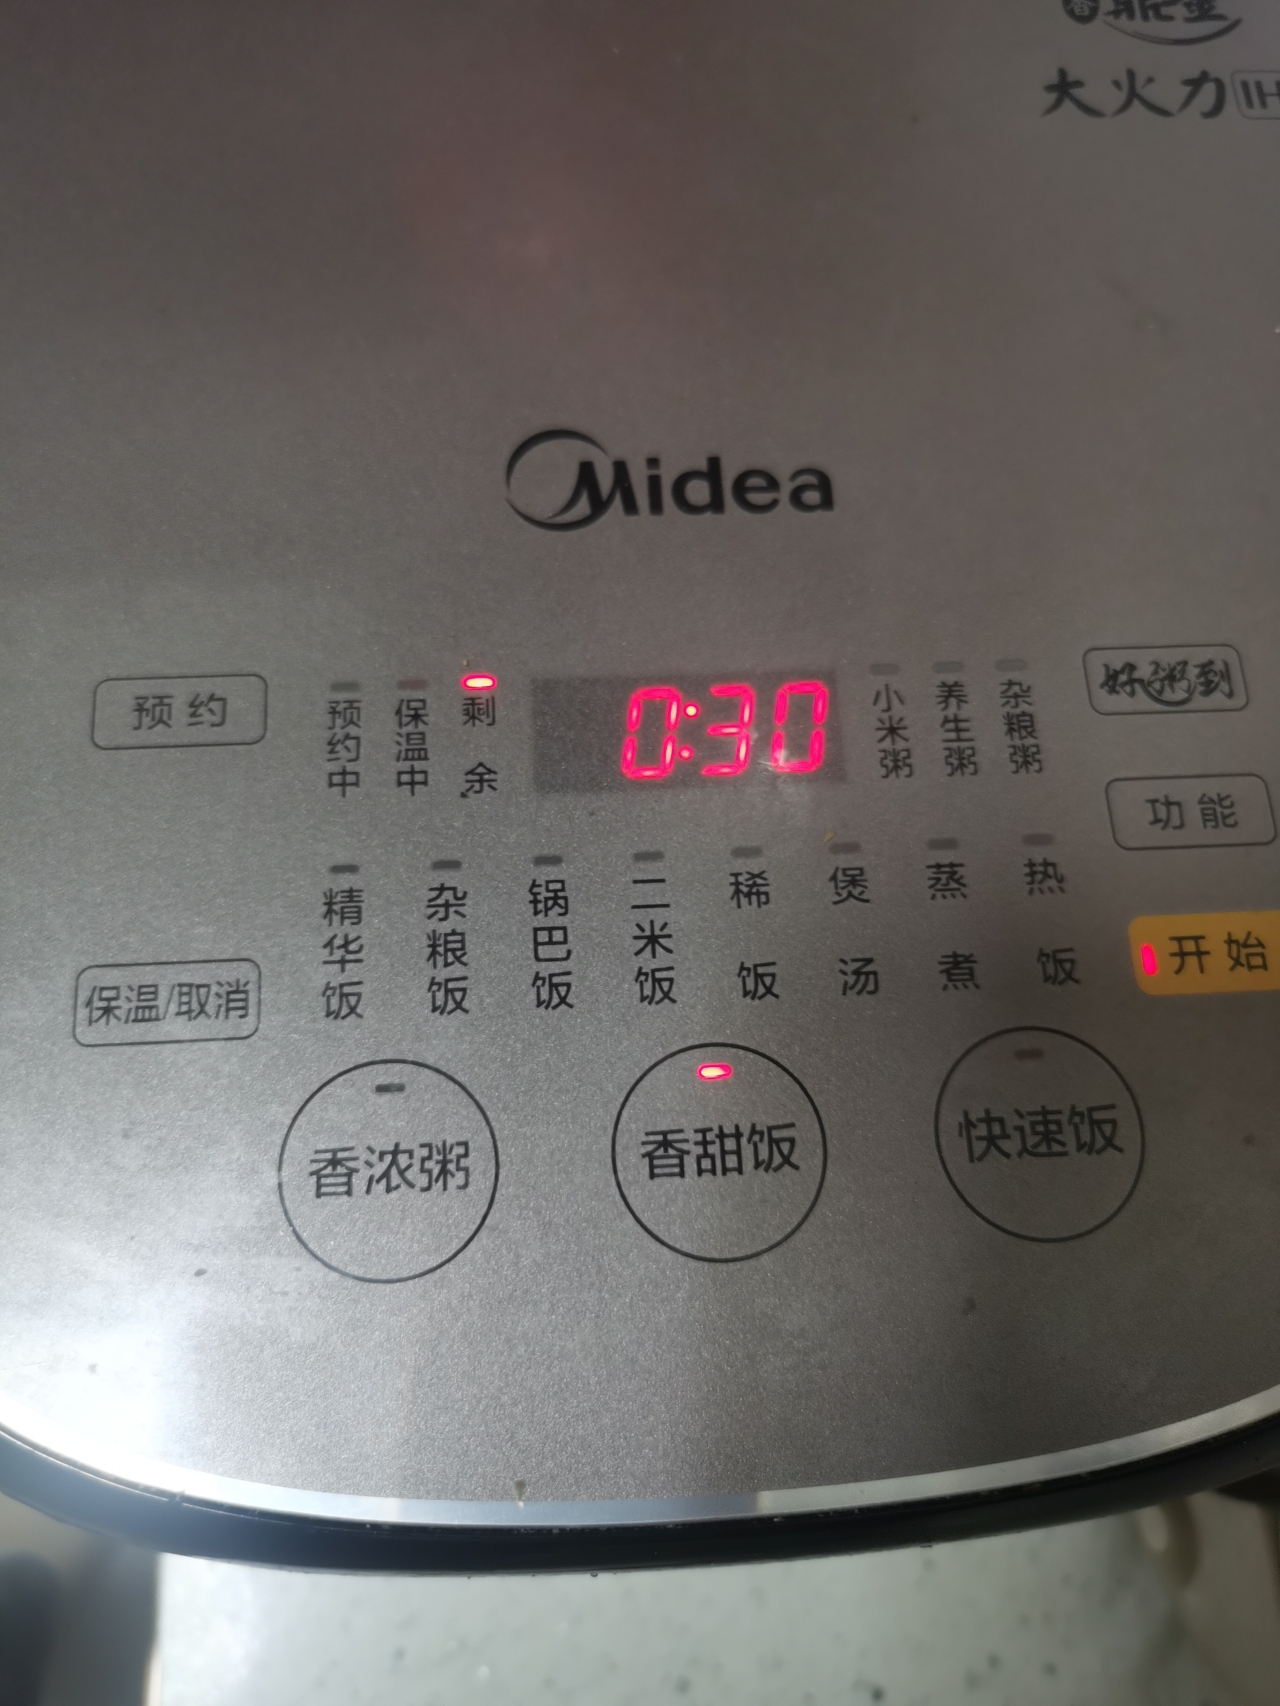 大火力 IH
Midea
预约
预约中
保温中
剩余
0:30
小米粥
养生粥
杂粮粥
好粥到
功能
精华饭
杂粮饭
锅巴饭
二米饭
稀饭
煲汤
蒸煮
热饭
开始
保温/取消
香浓粥
香甜饭
快速饭